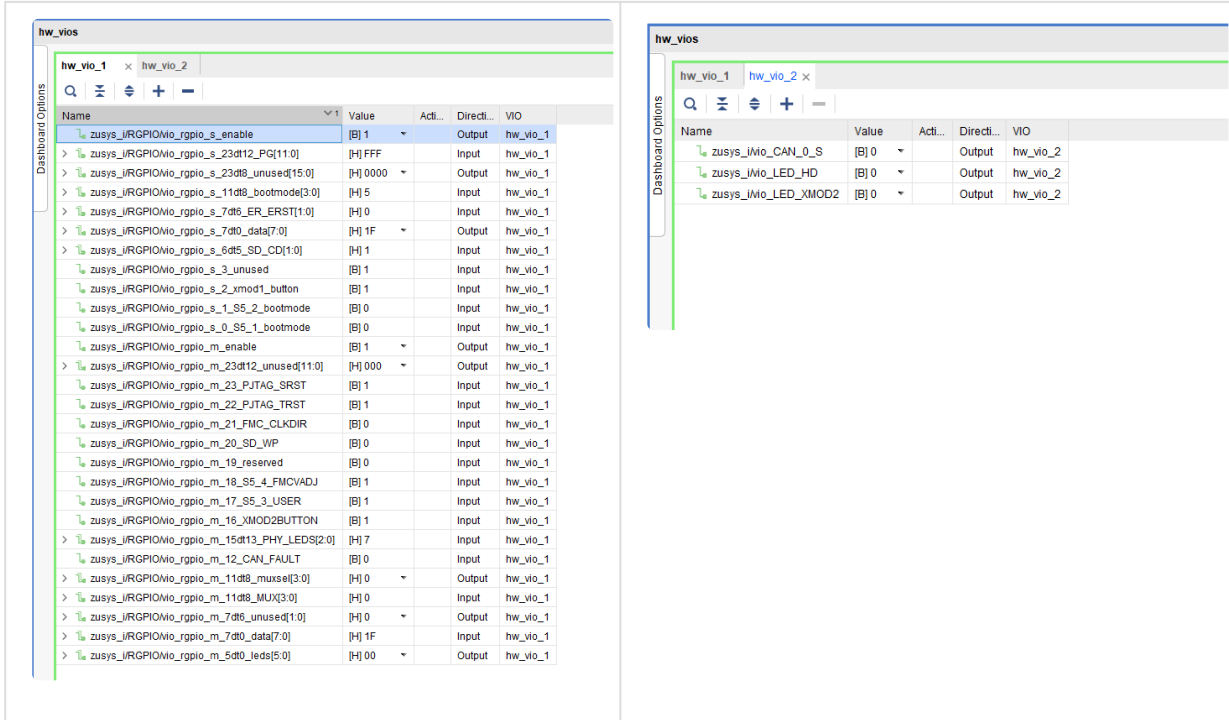 hw_vios
hw_vio_1 × hw_vio_2
Dashboard Options
Name 1 Value Acti... Directi... VIO
zusys_i/RGPIO/vio_rgpio_s_enable [B] 1 Output hw_vio_1
zusys_i/RGPIO/vio_rgpio_s_23dt12_PG[11:0] [H] FFF Input hw_vio_1
zusys_i/RGPIO/vio_rgpio_s_23dt8_unused[15:0] [H] 0000 Output hw_vio_1
zusys_i/RGPIO/vio_rgpio_s_11dt8_bootmode[3:0] [H] 5 Input hw_vio_1
zusys_i/RGPIO/vio_rgpio_s_7dt6_ER_ERST[1:0] [H] 0 Input hw_vio_1
zusys_i/RGPIO/vio_rgpio_s_7dt0_data[7:0] [H] 1F Output hw_vio_1
zusys_i/RGPIO/vio_rgpio_s_6dt5_SD_CD[1:0] [H] 1 Input hw_vio_1
zusys_i/RGPIO/vio_rgpio_s_3_unused [B] 1 Input hw_vio_1
zusys_i/RGPIO/vio_rgpio_s_2_xmod1_button [B] 1 Input hw_vio_1
zusys_i/RGPIO/vio_rgpio_s_1_S5_2_bootmode [B] 0 Input hw_vio_1
zusys_i/RGPIO/vio_rgpio_s_0_S5_1_bootmode [B] 0 Input hw_vio_1
zusys_i/RGPIO/vio_rgpio_m_enable [B] 1 Output hw_vio_1
zusys_i/RGPIO/vio_rgpio_m_23dt12_unused[11:0] [H] 000 Output hw_vio_1
zusys_i/RGPIO/vio_rgpio_m_23_PJTAG_SRST [B] 1 Input hw_vio_1
zusys_i/RGPIO/vio_rgpio_m_22_PJTAG_TRST [B] 1 Input hw_vio_1
zusys_i/RGPIO/vio_rgpio_m_21_FMC_CLKDIR [B] 0 Input hw_vio_1
zusys_i/RGPIO/vio_rgpio_m_20_SD_WP [B] 0 Input hw_vio_1
zusys_i/RGPIO/vio_rgpio_m_19_reserved [B] 0 Input hw_vio_1
zusys_i/RGPIO/vio_rgpio_m_18_S5_4_FMCVADJ [B] 1 Input hw_vio_1
zusys_i/RGPIO/vio_rgpio_m_17_S5_3_USER [B] 1 Input hw_vio_1
zusys_i/RGPIO/vio_rgpio_m_16_XMOD2BUTTON [B] 1 Input hw_vio_1
zusys_i/RGPIO/vio_rgpio_m_15dt13_PHY_LEDS[2:0] [H] 7 Input hw_vio_1
zusys_i/RGPIO/vio_rgpio_m_12_CAN_FAULT [B] 0 Input hw_vio_1
zusys_i/RGPIO/vio_rgpio_m_11dt8_muxsel[3:0] [H] 0 Output hw_vio_1
zusys_i/RGPIO/vio_rgpio_m_11dt8_MUX[3:0] [H] 0 Input hw_vio_1
zusys_i/RGPIO/vio_rgpio_m_7dt6_unused[1:0] [H] 0 Output hw_vio_1
zusys_i/RGPIO/vio_rgpio_m_7dt0_data[7:0] [H] 1F Input hw_vio_1
zusys_i/RGPIO/vio_rgpio_m_5dt0_leds[5:0] [H] 00 Output hw_vio_1
hw_vios
hw_vio_1 hw_vio_2 ×
Dashboard Options
Name Value Acti... Directi... VIO
zusys_i/vio_CAN_0_S [B] 0 Output hw_vio_2
zusys_i/vio_LED_HD [B] 0 Output hw_vio_2
zusys_i/vio_LED_XMOD2 [B] 0 Output hw_vio_2